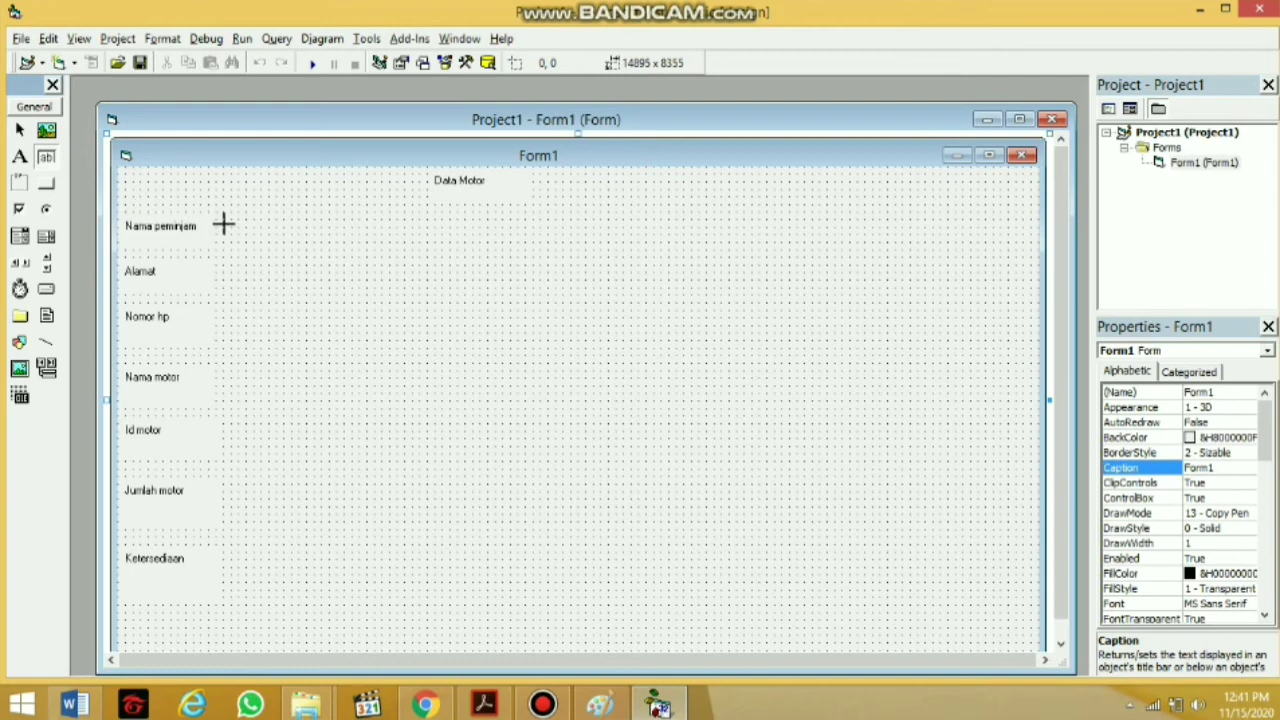 www.BANDICAM.com
File Edit View Project Format Debug Run Query Diagram Tools Add-Ins Window Help
0, 0 14895 x 8355
General
Project1 - Form1 (Form)
Form1
Data Motor
Nama peminjam
Alamat
Nomor hp
Nama motor
Id motor
Jumlah motor
Ketersediaan
Project - Project1
Project1 (Project1)
Forms
Form1 (Form1)
Properties - Form1
Form1 Form
Alphabetic Categorized
(Name) Form1
Appearance 1 - 3D
AutoRedraw False
BackColor &H8000000F
BorderStyle 2 - Sizable
Caption Form1
ClipControls True
ControlBox True
DrawMode 13 - Copy Pen
DrawStyle 0 - Solid
DrawWidth 1
Enabled True
FillColor &H00000000
FillStyle 1 - Transparent
Font MS Sans Serif
FontTransparent True
Caption
Returns/sets the text displayed in an
object's title bar or below an object's
12:41 PM
11/15/2020